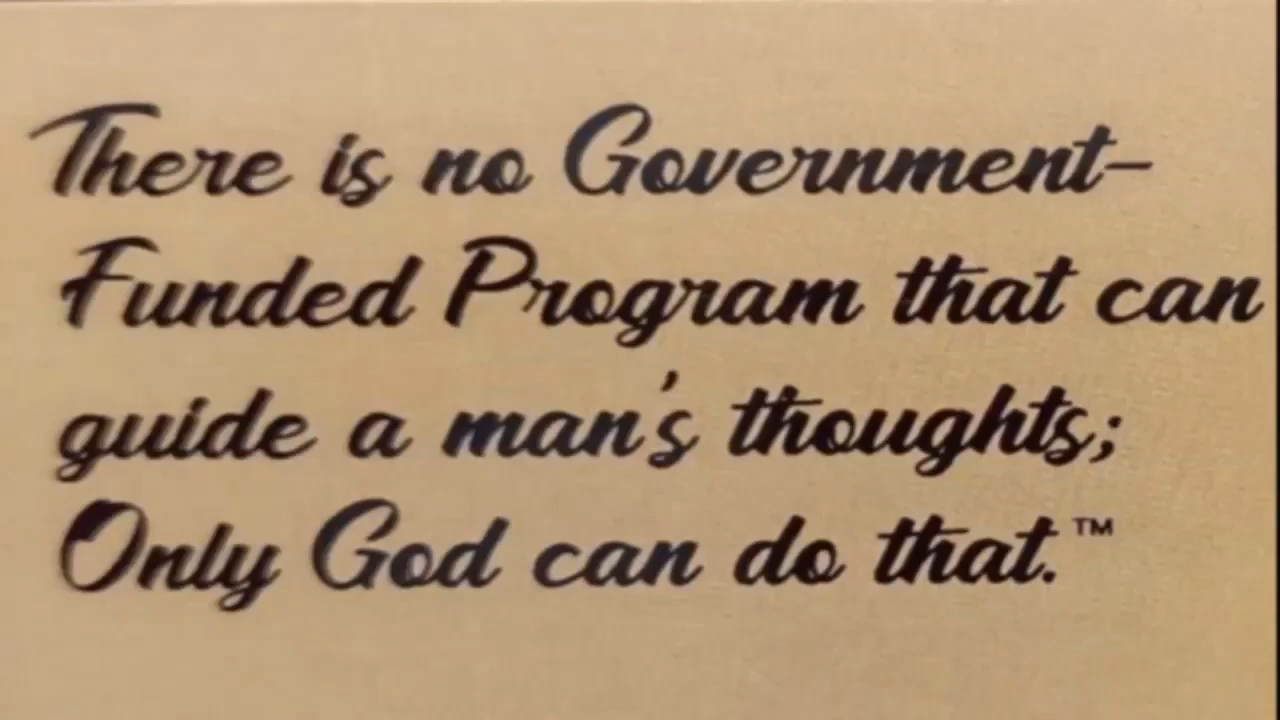 There is no Government-
Funded Program that can
guide a man's thoughts;
Only God can do that.™